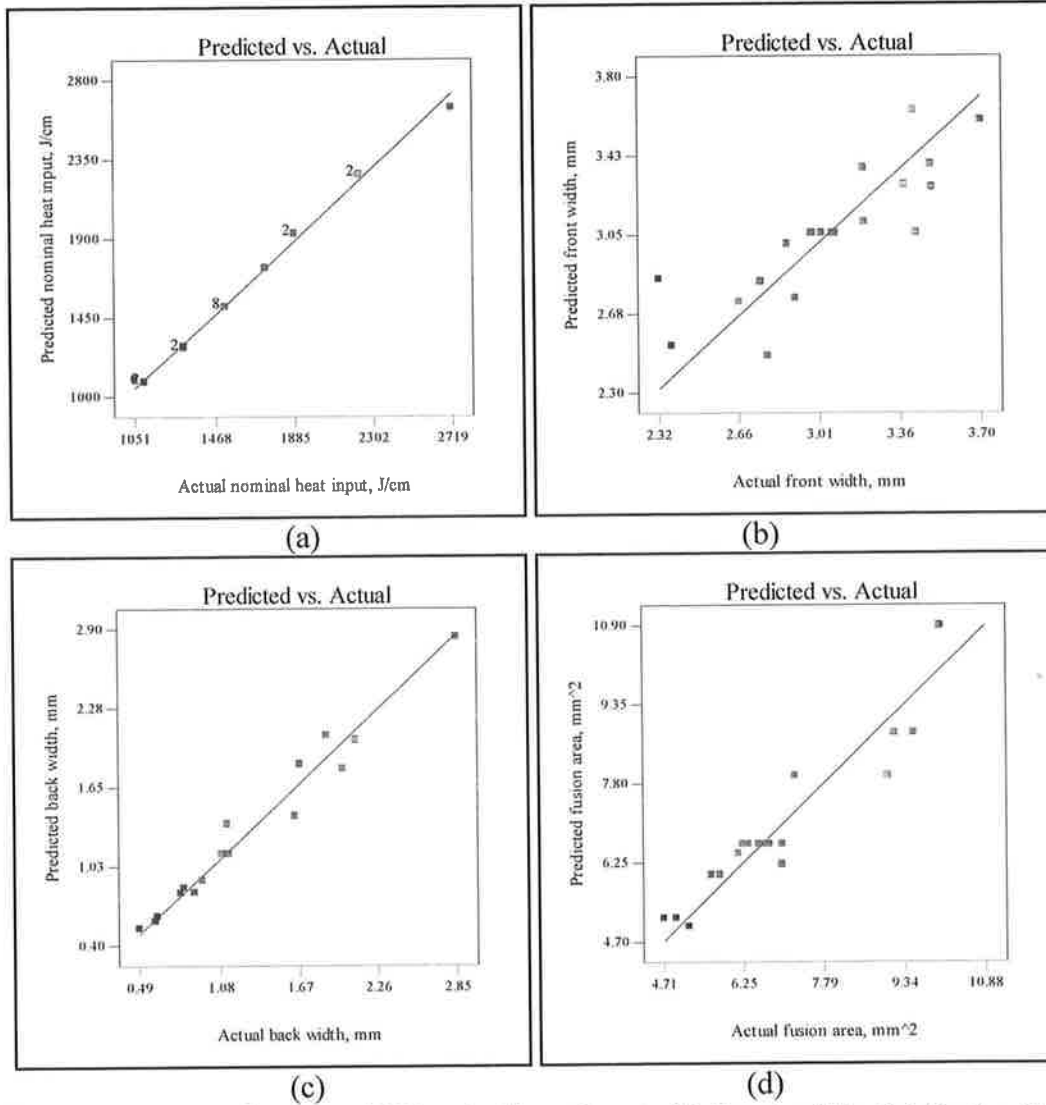 Predicted vs. Actual
Predicted nominal heat input, J/cm
2800
2350
1900
1450
1000
2
2
8
2
1051
1468
1885
2302
2719
Actual nominal heat input, J/cm
(a)
Predicted vs. Actual
Predicted front width, mm
3.80
3.43
3.05
2.68
2.30
2.32
2.66
3.01
3.36
3.70
Actual front width, mm
(b)
Predicted vs. Actual
Predicted back width, mm
2.90
2.28
1.65
1.03
0.40
0.49
1.08
1.67
2.26
2.85
Actual back width, mm
(c)
Predicted vs. Actual
Predicted fusion area, mm^2
10.90
9.35
7.80
6.25
4.70
4.71
6.25
7.79
9.34
10.88
Actual fusion area, mm^2
(d)